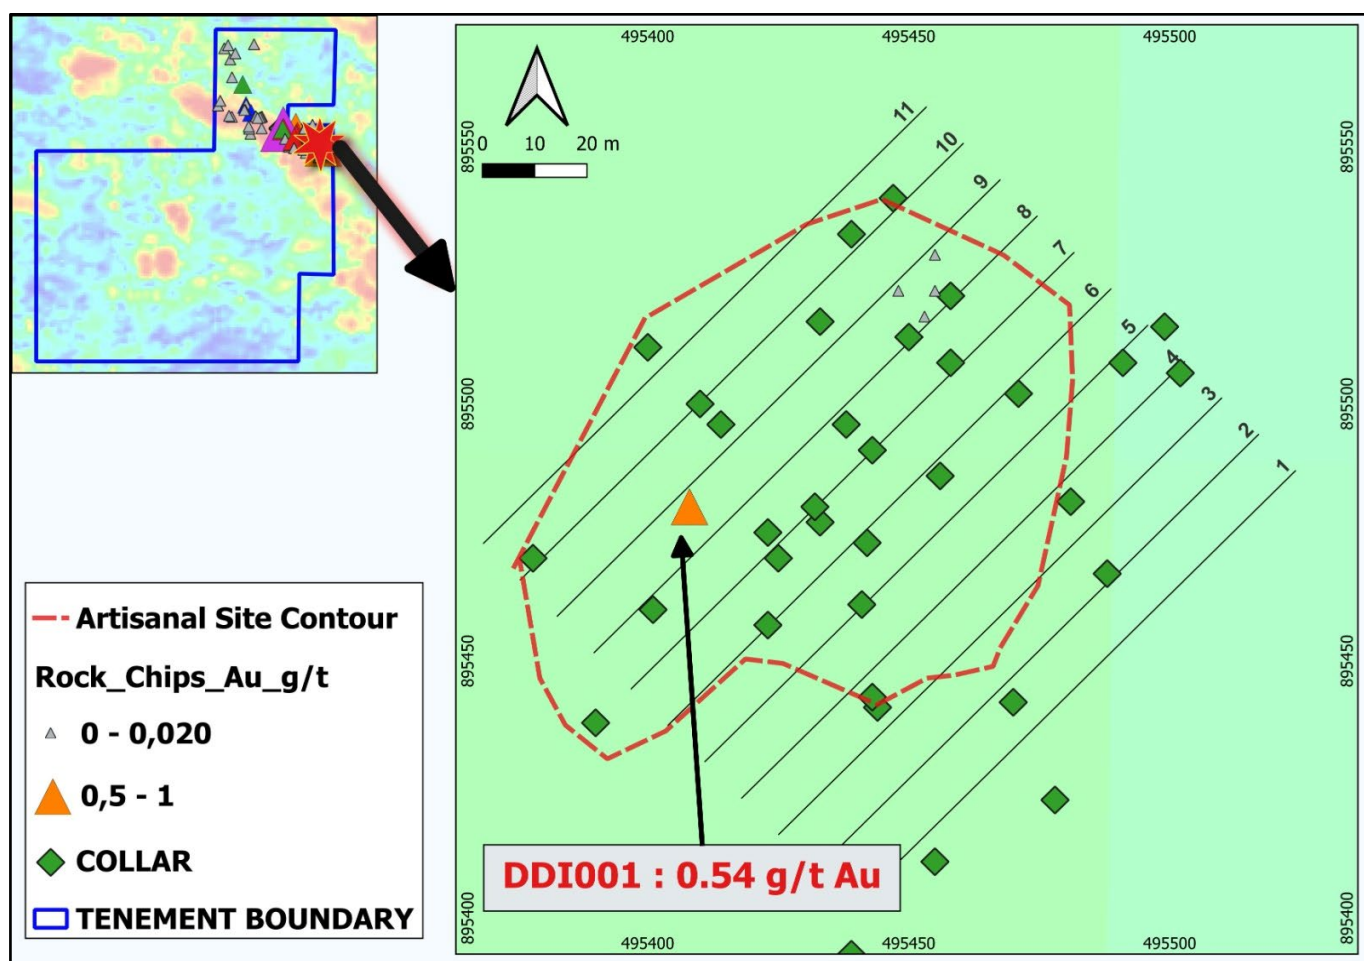 495400 495450 495500
0 10 20 m
895550
895500
895450
895400
895550
895500
895450
895400
11
10
9
8
7
6
5
4
3
2
1
Artisanal Site Contour
Rock_Chips_Au_g/t
0 - 0,020
0,5 - 1
COLLAR
TENEMENT BOUNDARY
DDI001 : 0.54 g/t Au
495400 495450 495500